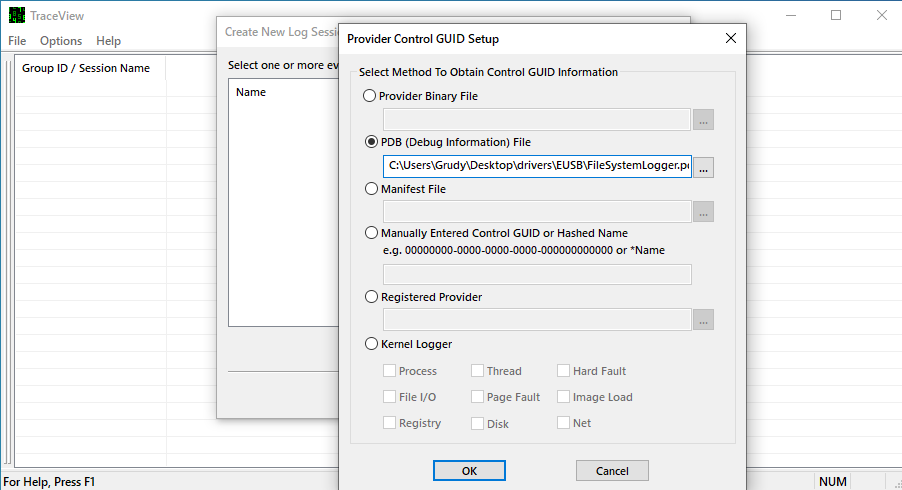 TraceView
File Options Help
Group ID / Session Name
Create New Log Sessi
Select one or more ev
Name
Provider Control GUID Setup
Select Method To Obtain Control GUID Information
Provider Binary File
...
PDB (Debug Information) File
C:\Users\Grudy\Desktop\drivers\EUSB\FileSystemLogger.p
...
Manifest File
...
Manually Entered Control GUID or Hashed Name
e.g. 00000000-0000-0000-0000-000000000000 or *Name
Registered Provider
...
Kernel Logger
Process Thread Hard Fault
File I/O Page Fault Image Load
Registry Disk Net
OK Cancel
For Help, Press F1
NUM